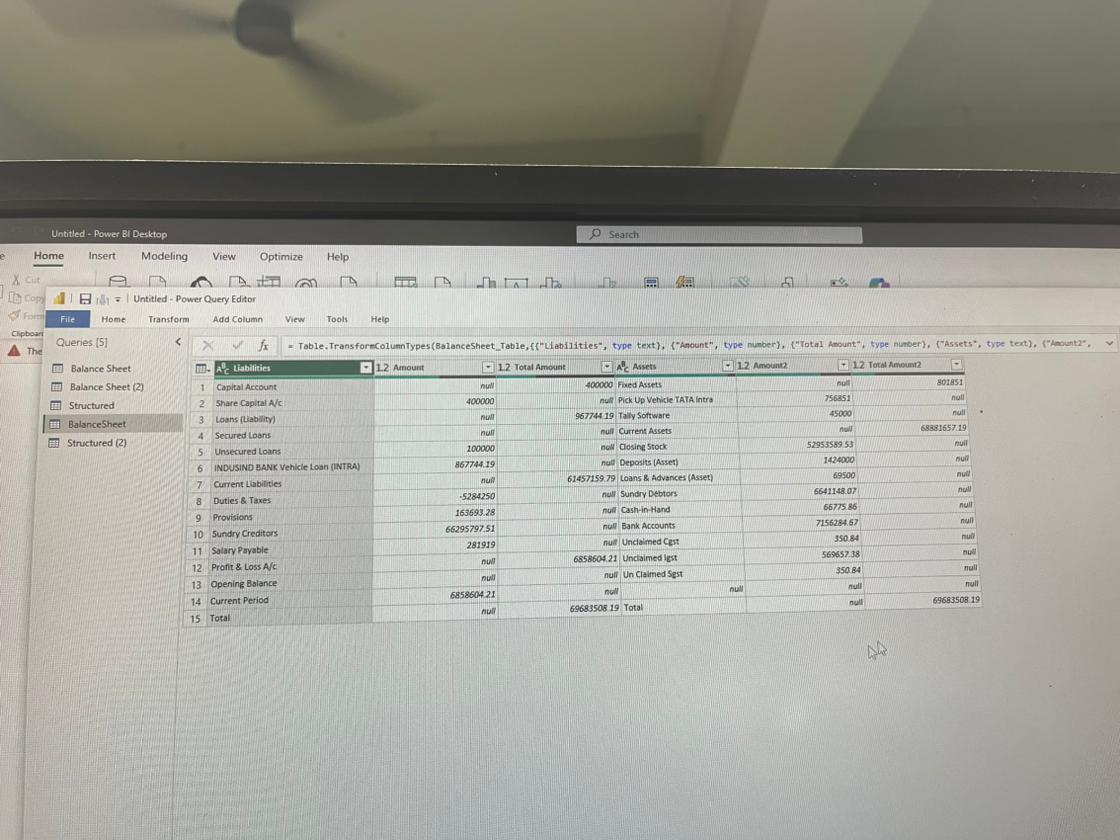 Untitled - Power BI Desktop
Search
Home Insert Modeling View Optimize Help
Cut
Copy
Untitled - Power Query Editor
File Home Transform Add Column View Tools Help
Clipboar
The
Queries [5]
= Table.TransformColumnTypes(BalanceSheet_Table,{{"Liabilities", type text}, {"Amount", type number}, {"Total Amount", type number}, {"Assets", type text}, {"Amount2",
Balance Sheet
Balance Sheet (2)
Structured
BalanceSheet
Structured (2)
Liabilities 1.2 Amount 1.2 Total Amount Assets 1.2 Amount2 1.2 Total Amount2
1 Capital Account null 400000 Fixed Assets null 801851
2 Share Capital A/c 400000 null Pick Up Vehicle TATA Intra 756851 null
3 Loans (Liability) null 967744.19 Tally Software 45000 null
4 Secured Loans null null Current Assets null 68881657.19
5 Unsecured Loans 100000 null Closing Stock 52953589.53 null
6 INDUSIND BANK Vehicle Loan (INTRA) 867744.19 null Deposits (Asset) 1424000 null
7 Current Liabilities null 61457159.79 Loans & Advances (Asset) 69500 null
8 Duties & Taxes -5284250 null Sundry Debtors 6641148.07 null
9 Provisions 163693.28 null Cash-in-Hand 66775.86 null
10 Sundry Creditors 66295797.51 null Bank Accounts 7156284.67 null
11 Salary Payable 281919 null Unclaimed Cgst 350.84 null
12 Profit & Loss A/c null 6858604.21 Unclaimed Igst 569657.38 null
13 Opening Balance null null Un Claimed Sgst 350.84 null
14 Current Period 6858604.21 null null null null
15 Total null 69683508.19 Total null 69683508.19